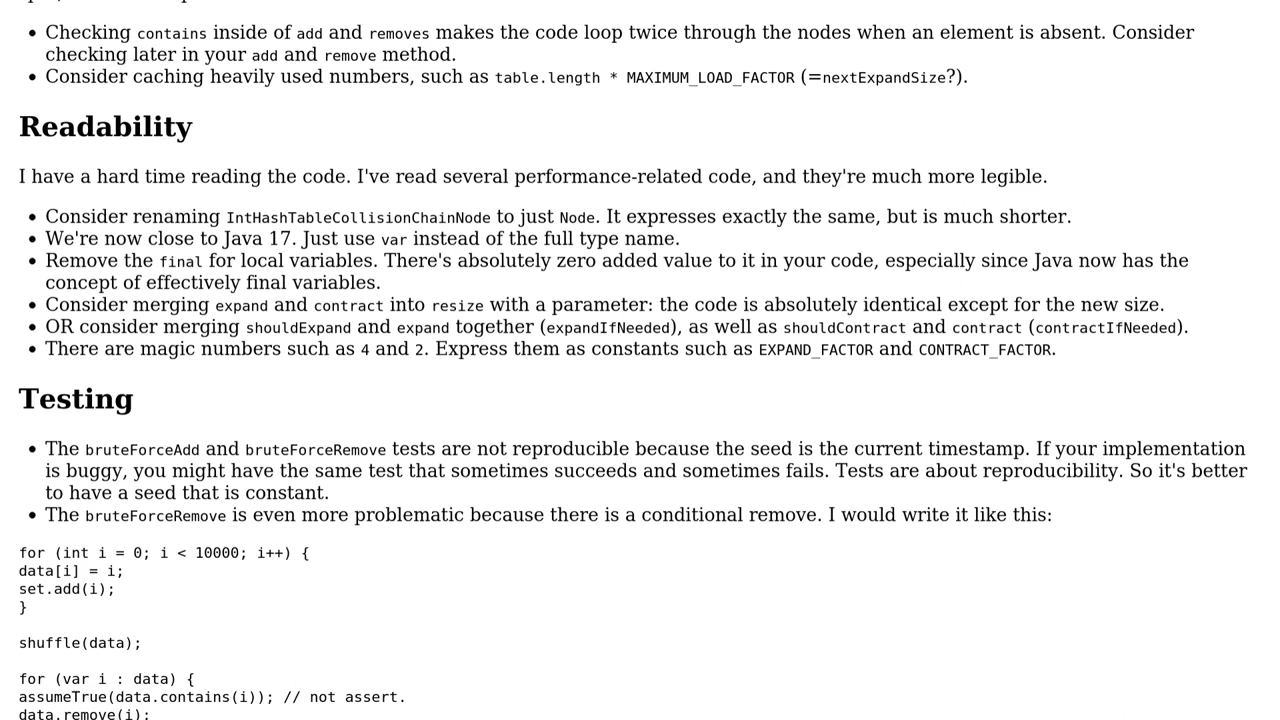 • Checking contains inside of add and removes makes the code loop twice through the nodes when an element is absent. Consider
checking later in your add and remove method.
• Consider caching heavily used numbers, such as table.length * MAXIMUM_LOAD_FACTOR (=nextExpandSize?).
Readability
I have a hard time reading the code. I've read several performance-related code, and they're much more legible.
• Consider renaming IntHashTableCollisionChainNode to just Node. It expresses exactly the same, but is much shorter.
• We're now close to Java 17. Just use var instead of the full type name.
• Remove the final for local variables. There's absolutely zero added value to it in your code, especially since Java now has the
concept of effectively final variables.
• Consider merging expand and contract into resize with a parameter: the code is absolutely identical except for the new size.
• OR consider merging shouldExpand and expand together (expandIfNeeded), as well as shouldContract and contract (contractIfNeeded).
• There are magic numbers such as 4 and 2. Express them as constants such as EXPAND_FACTOR and CONTRACT_FACTOR.
Testing
• The bruteForceAdd and bruteForceRemove tests are not reproducible because the seed is the current timestamp. If your implementation
is buggy, you might have the same test that sometimes succeeds and sometimes fails. Tests are about reproducibility. So it's better
to have a seed that is constant.
• The bruteForceRemove is even more problematic because there is a conditional remove. I would write it like this:
for (int i = 0; i < 10000; i++) {
data[i] = i;
set.add(i);
}
shuffle(data);
for (var i : data) {
assumeTrue(data.contains(i)); // not assert.
data.remove(i);